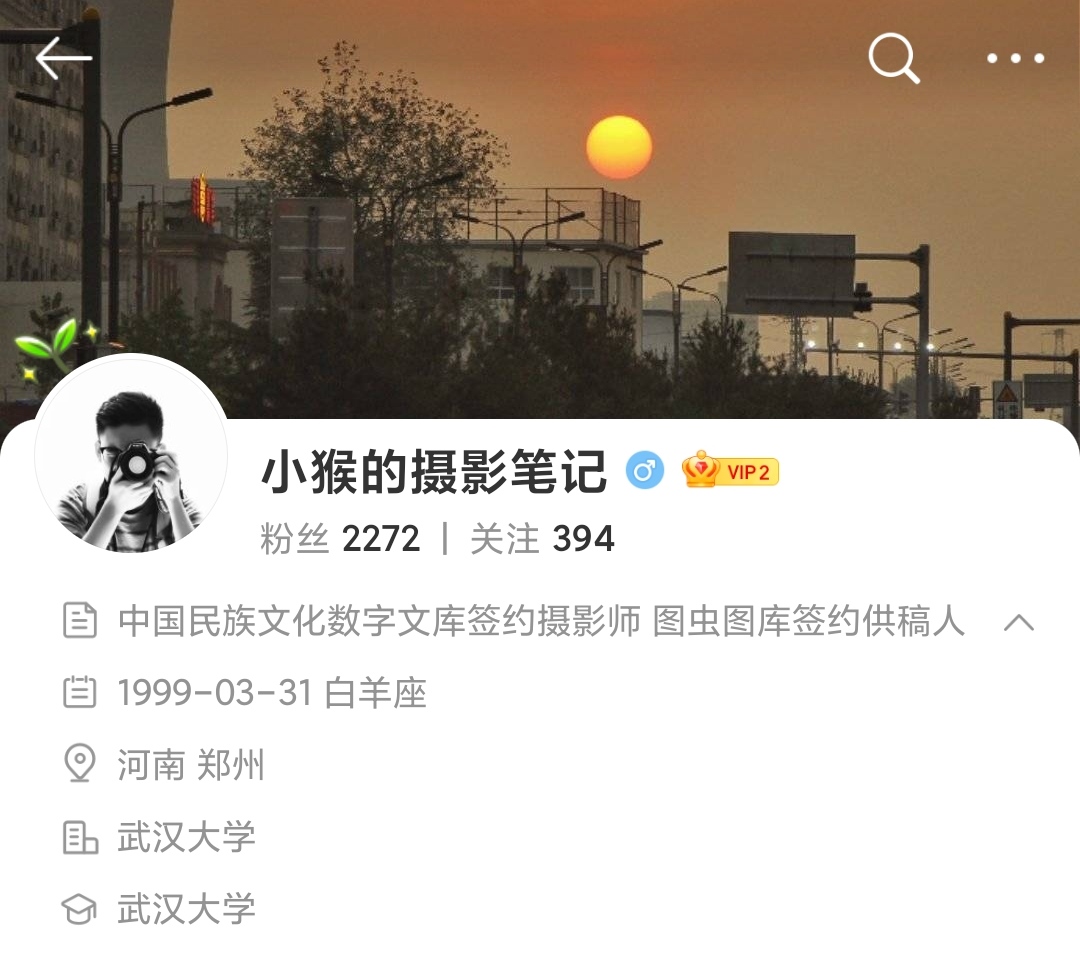 小猴的摄影笔记 VIP 2
粉丝 2272 | 关注 394
中国民族文化数字文库签约摄影师 图虫图库签约供稿人
1999-03-31 白羊座
河南 郑州
武汉大学
武汉大学